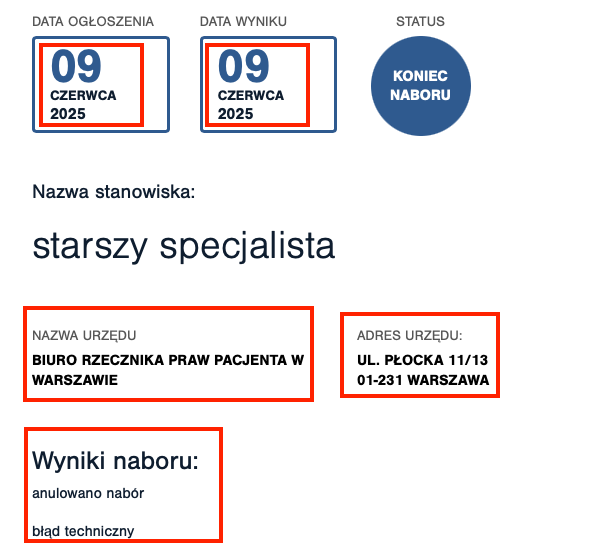 DATA OGŁOSZENIA
DATA WYNIKU
STATUS
09
CZERWCA
2025
09
CZERWCA
2025
KONIEC
NABORU
Nazwa stanowiska:
starszy specjalista
NAZWA URZĘDU
BIURO RZECZNIKA PRAW PACJENTA W
WARSZAWIE
ADRES URZĘDU:
UL. PŁOCKA 11/13
01-231 WARSZAWA
Wyniki naboru:
anulowano nabór
błąd techniczny